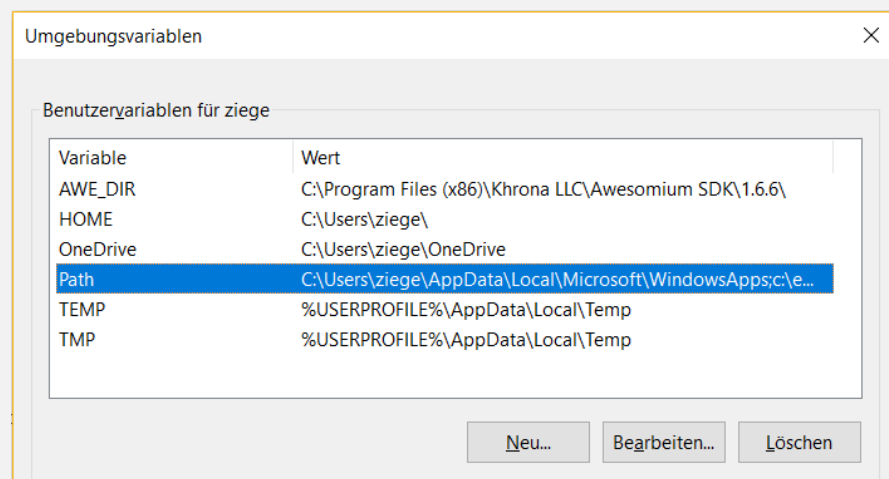 Umgebungsvariablen
Benutzervariablen für ziege
Variable Wert
AWE_DIR C:\Program Files (x86)\Khrona LLC\Awesomium SDK\1.6.6\
HOME C:\Users\ziege\
OneDrive C:\Users\ziege\OneDrive
Path C:\Users\ziege\AppData\Local\Microsoft\WindowsApps;c:\e...
TEMP %USERPROFILE%\AppData\Local\Temp
TMP %USERPROFILE%\AppData\Local\Temp
Neu... Bearbeiten... Löschen